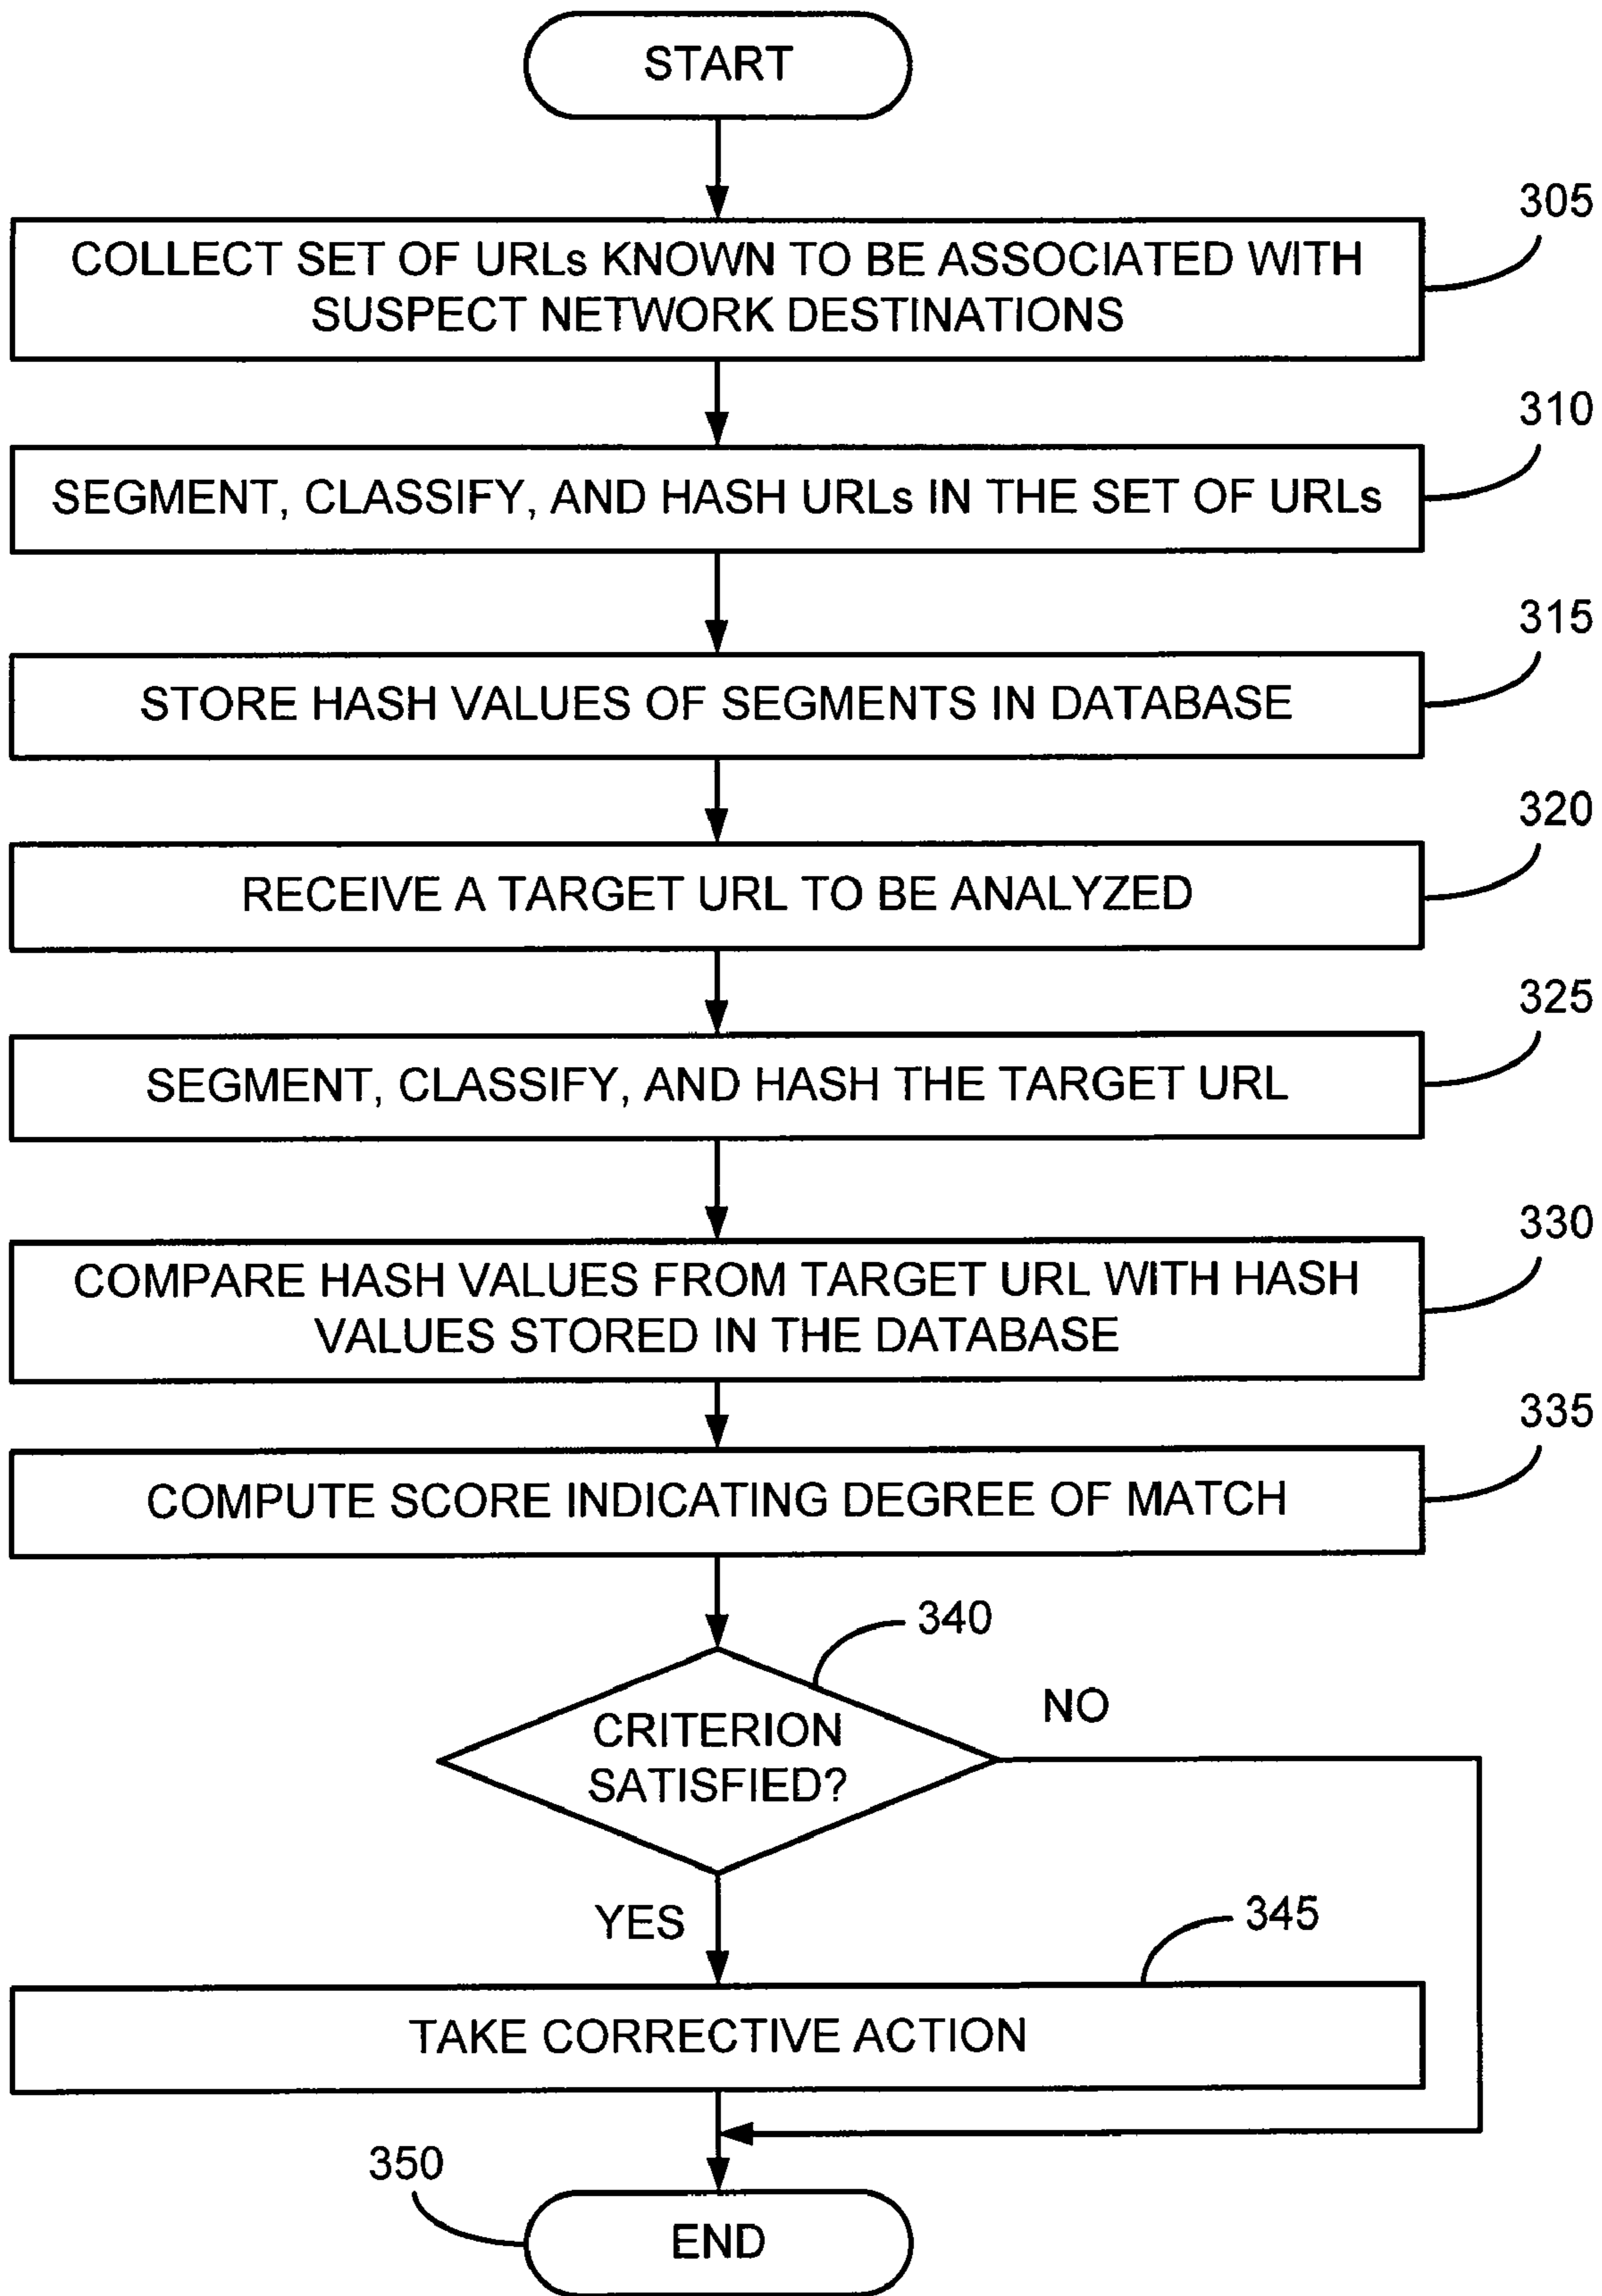 START
305
COLLECT SET OF URLs KNOWN TO BE ASSOCIATED WITH
SUSPECT NETWORK DESTINATIONS
310
SEGMENT, CLASSIFY, AND HASH URLs IN THE SET OF URLs
315
STORE HASH VALUES OF SEGMENTS IN DATABASE
320
RECEIVE A TARGET URL TO BE ANALYZED
325
SEGMENT, CLASSIFY, AND HASH THE TARGET URL
330
COMPARE HASH VALUES FROM TARGET URL WITH HASH
VALUES STORED IN THE DATABASE
335
COMPUTE SCORE INDICATING DEGREE OF MATCH
340
NO
CRITERION
SATISFIED?
YES
345
TAKE CORRECTIVE ACTION
350
END